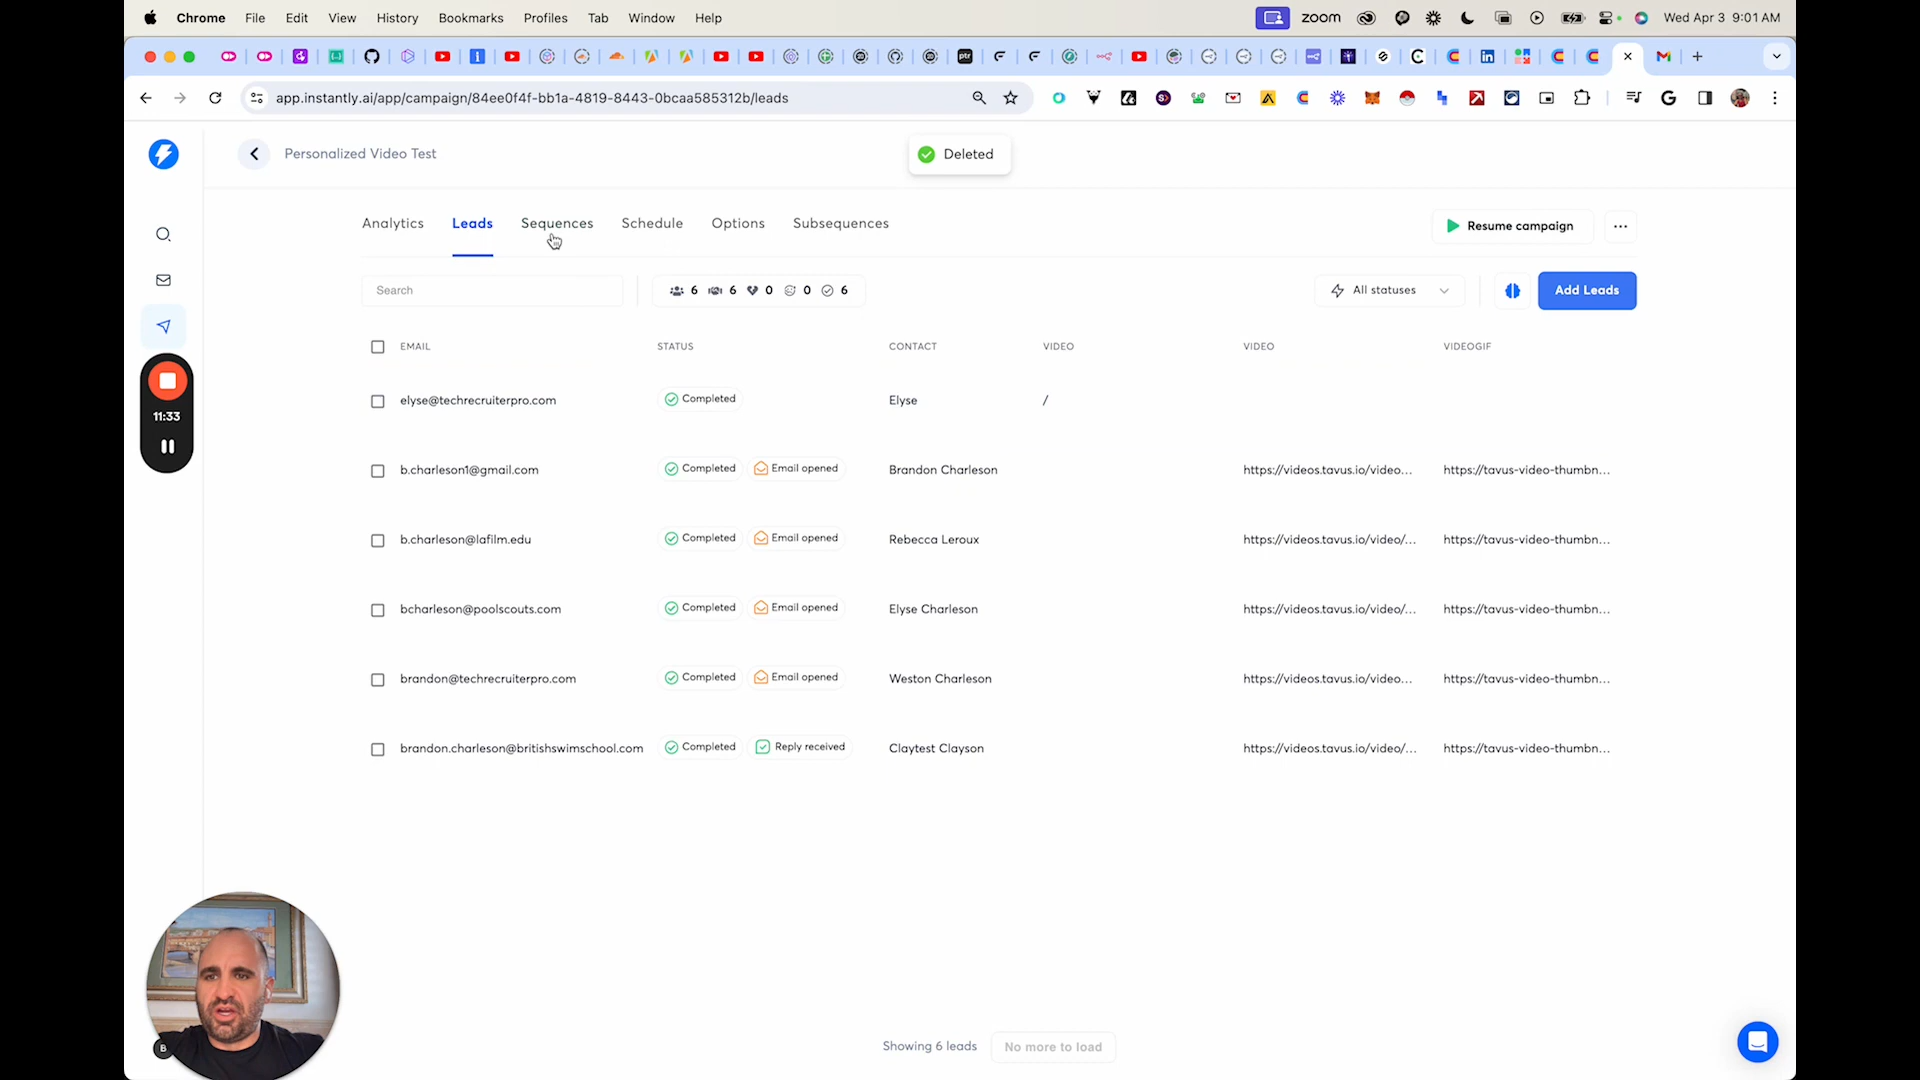 Chrome File Edit View History Bookmarks Profiles Tab Window Help zoom Wed Apr 3 9:01 AM
app.instantly.ai/app/campaign/84ee0f4f-bb1a-4819-8443-0bcaa585312b/leads
Personalized Video Test
Deleted
Analytics Leads Sequences Schedule Options Subsequences
Resume campaign
Search
6 6 0 0 6
All statuses
Add Leads
EMAIL STATUS CONTACT VIDEO VIDEO VIDEOGIF
elyse@techrecruiterpro.com Completed Elyse /
11:33
b.charleson1@gmail.com Completed Email opened Brandon Charleson https://videos.tavus.io/video... https://tavus-video-thumbn...
b.charleson@lafilm.edu Completed Email opened Rebecca Leroux https://videos.tavus.io/video/... https://tavus-video-thumbn...
bcharleson@poolscouts.com Completed Email opened Elyse Charleson https://videos.tavus.io/video/... https://tavus-video-thumbn...
brandon@techrecruiterpro.com Completed Email opened Weston Charleson https://videos.tavus.io/video... https://tavus-video-thumbn...
brandon.charleson@britishswimschool.com Completed Reply received Claytest Clayson https://videos.tavus.io/video/... https://tavus-video-thumbn...
B
Showing 6 leads No more to load